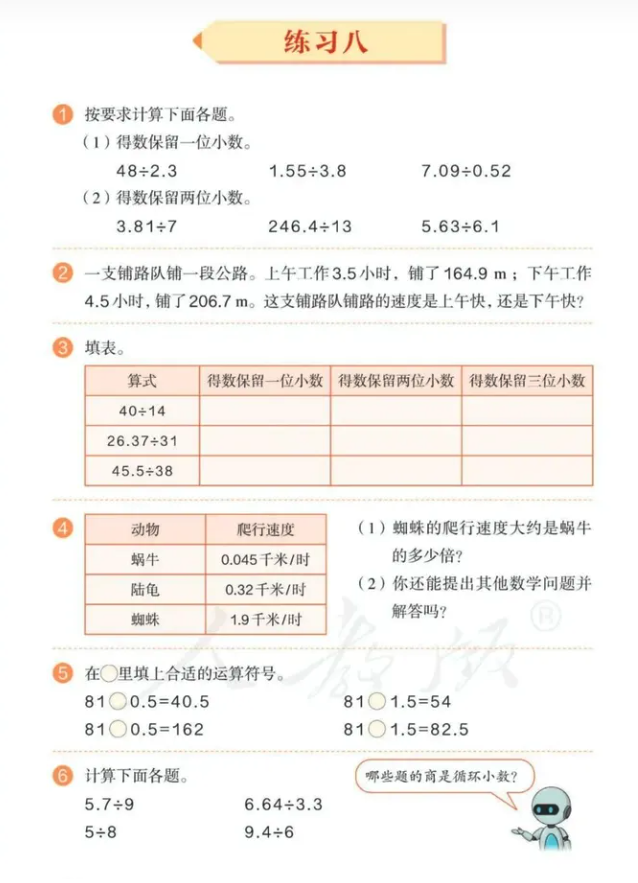 练习八
1 按要求计算下面各题。
（1）得数保留一位小数。
48÷2.3 1.55÷3.8 7.09÷0.52
（2）得数保留两位小数。
3.81÷7 246.4÷13 5.63÷6.1
2 一支铺路队铺一段公路。上午工作3.5小时，铺了164.9 m；下午工作
4.5小时，铺了206.7 m。这支铺路队铺路的速度是上午快，还是下午快？
3 填表。
算式 得数保留一位小数 得数保留两位小数 得数保留三位小数
40÷14
26.37÷31
45.5÷38
4 动物 爬行速度
蜗牛 0.045千米/时
陆龟 0.32千米/时
蜘蛛 1.9千米/时
（1）蜘蛛的爬行速度大约是蜗牛
的多少倍？
（2）你还能提出其他数学问题并
解答吗？
人教版®
5 在○里填上合适的运算符号。
81○0.5=40.5 81○1.5=54
81○0.5=162 81○1.5=82.5
6 计算下面各题。
哪些题的商是循环小数？
5.7÷9 6.64÷3.3
5÷8 9.4÷6